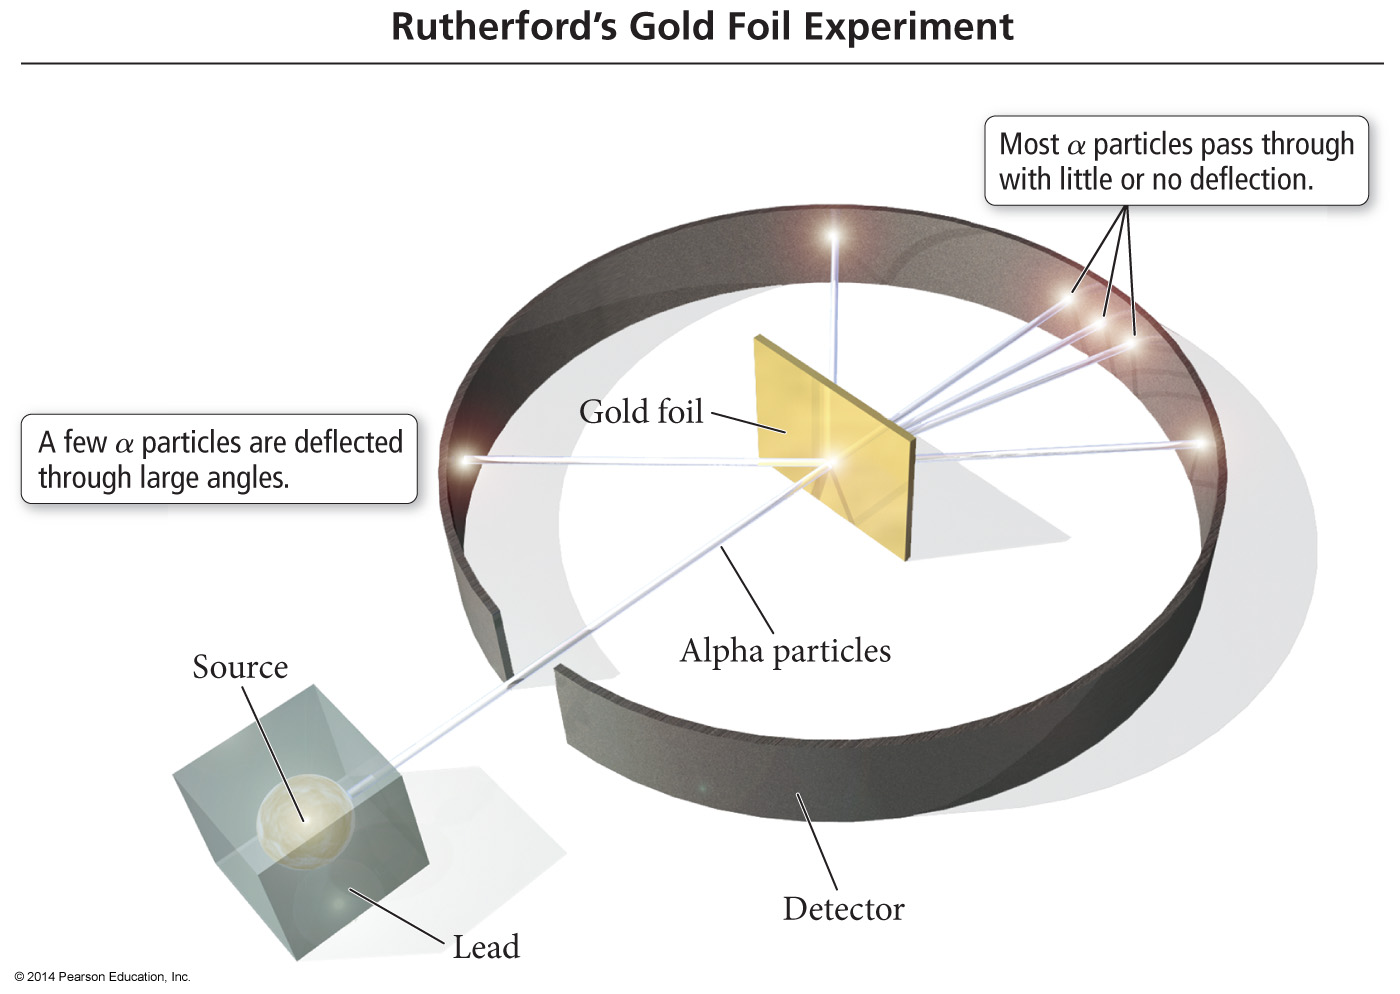 Rutherford’s Gold Foil Experiment
Most α particles pass through
with little or no deflection.
Gold foil
A few α particles are deflected
through large angles.
Alpha particles
Source
Detector
Lead
© 2014 Pearson Education, Inc.